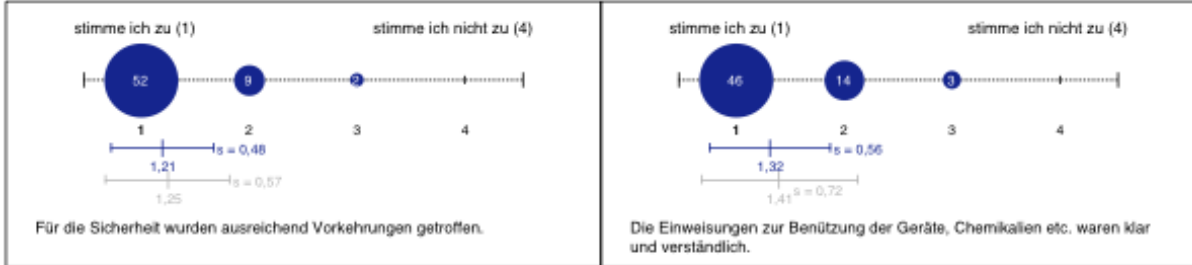 stimme ich zu (1) stimme ich nicht zu (4)
52 9 2
1 2 3 4
s = 0,48
1,21
s = 0,57
1,25
Für die Sicherheit wurden ausreichend Vorkehrungen getroffen.
stimme ich zu (1) stimme ich nicht zu (4)
46 14 3
1 2 3 4
s = 0,56
1,32
s = 0,72
1,41
Die Einweisungen zur Benützung der Geräte, Chemikalien etc. waren klar
und verständlich.